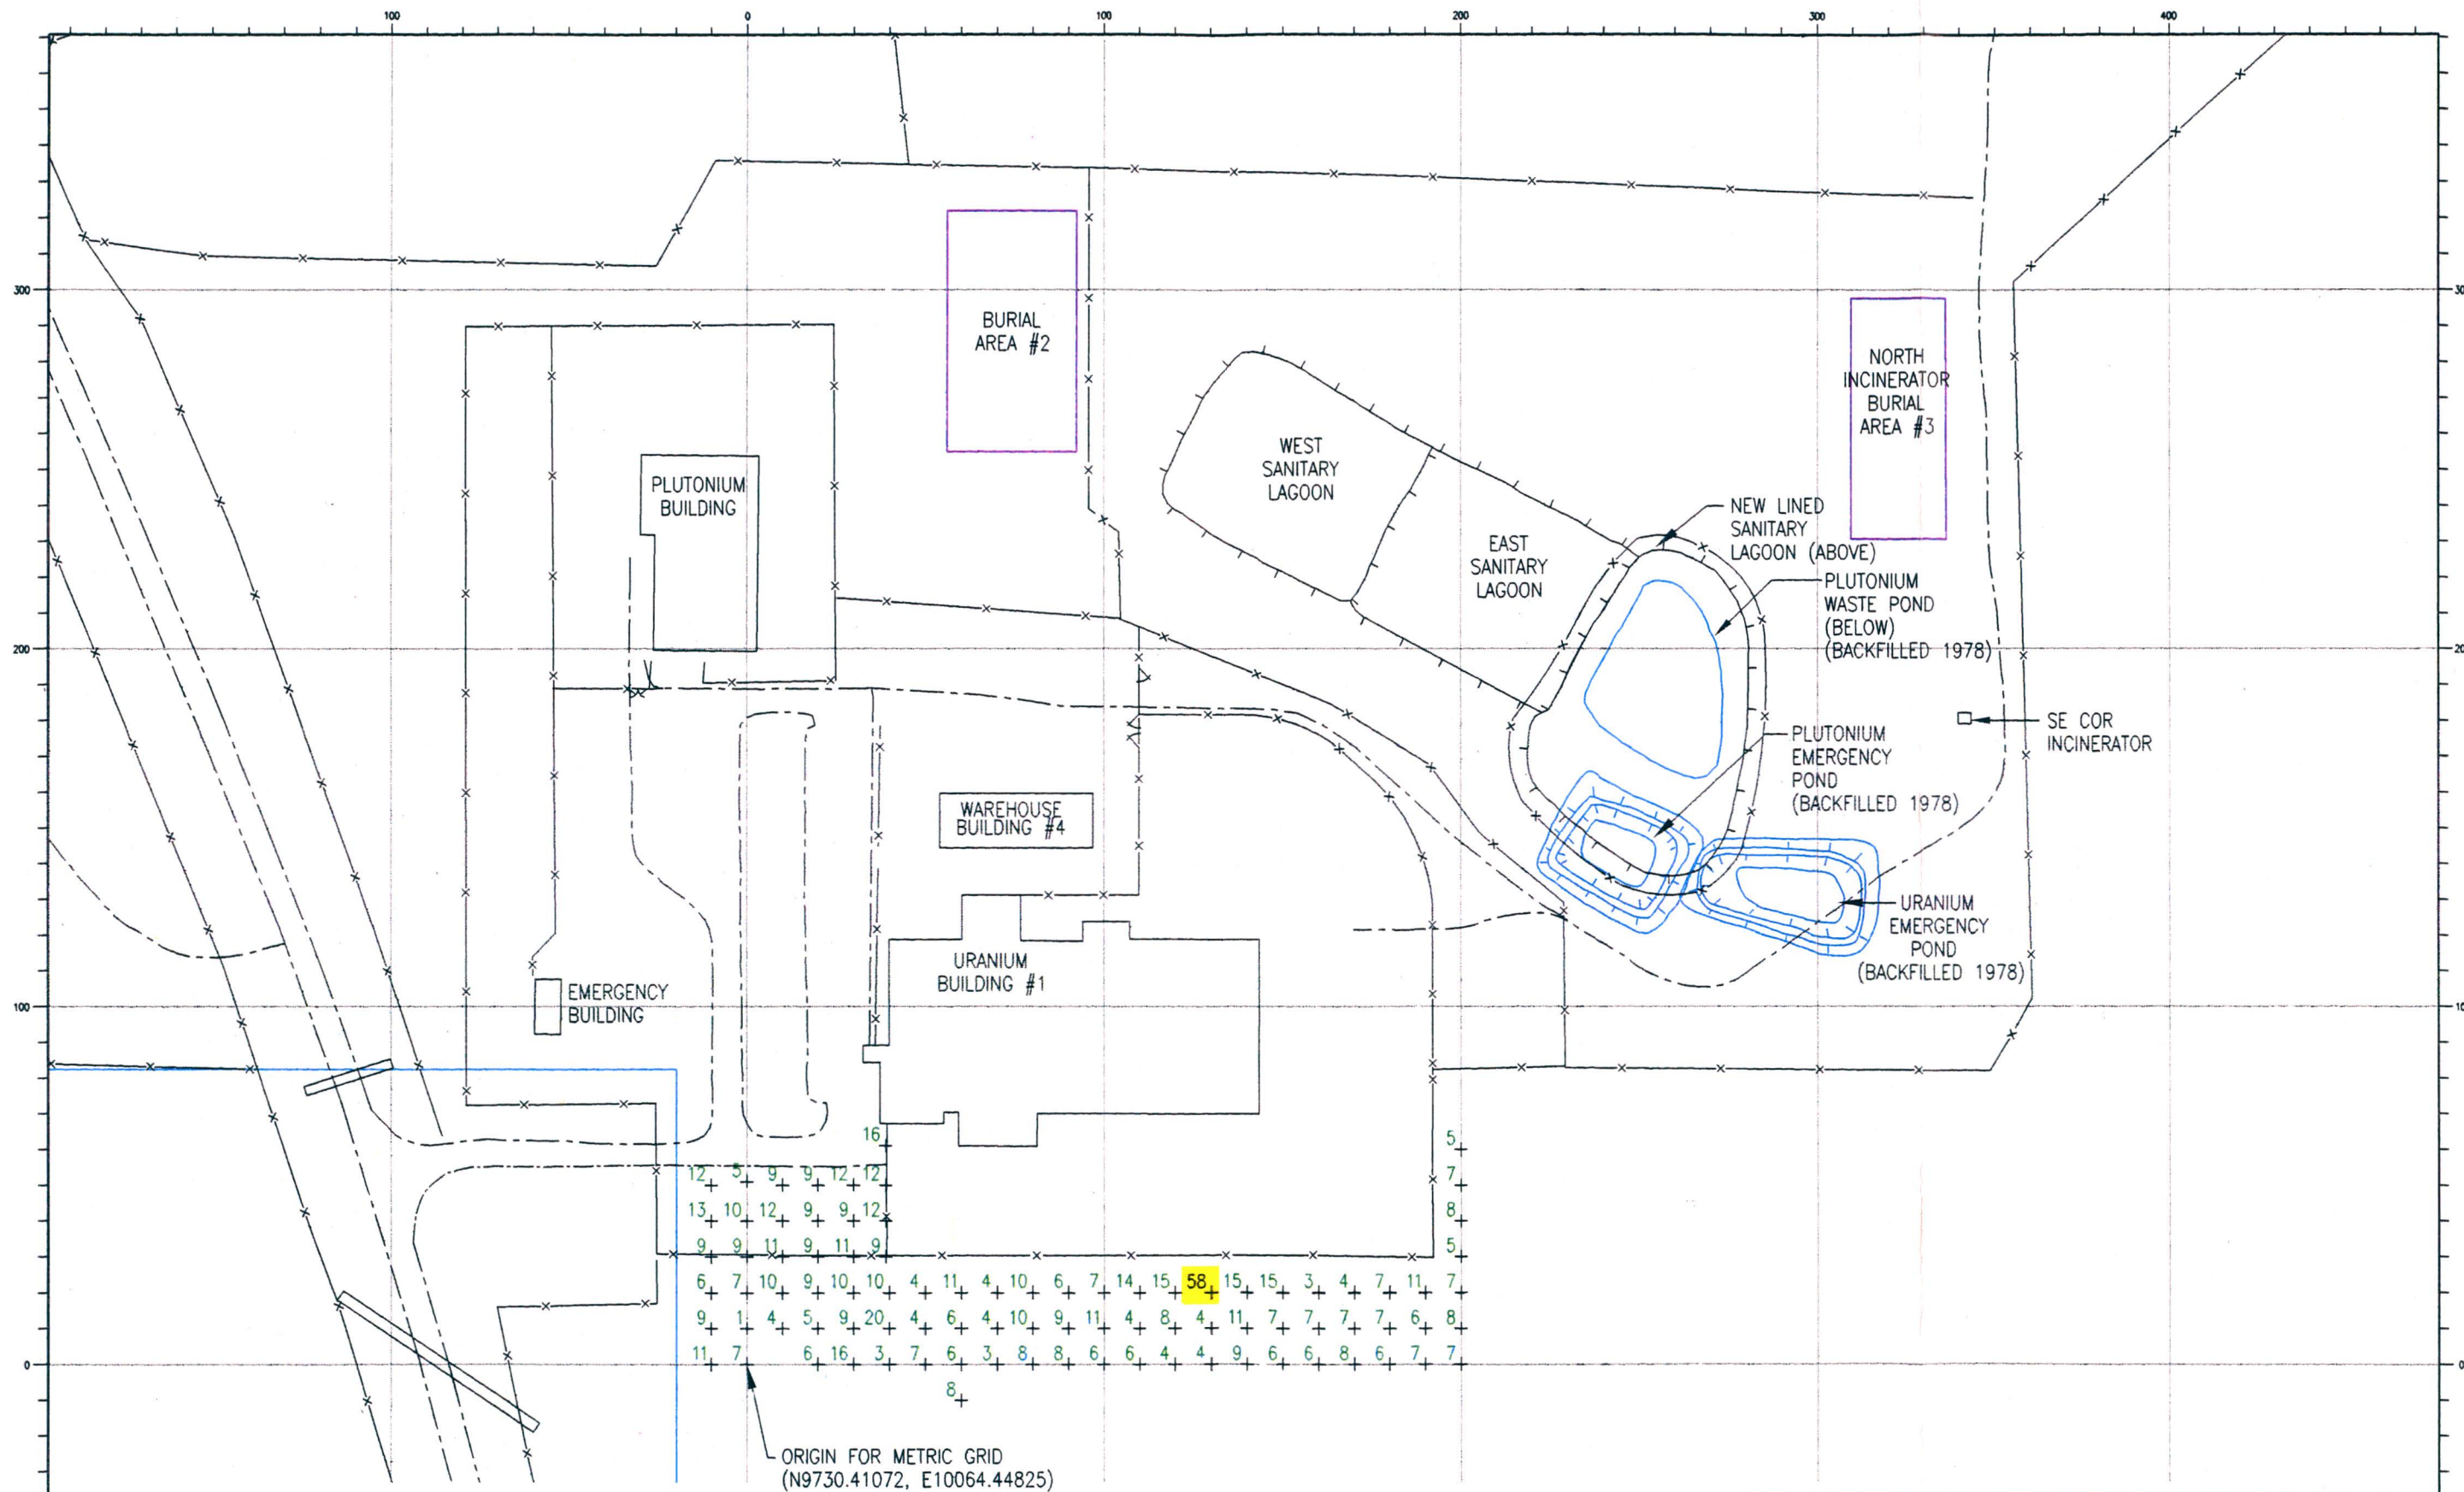 100 0 100 200 300 400
300
BURIAL
AREA #2
NORTH
INCINERATOR
BURIAL
AREA #3
WEST
SANITARY
LAGOON
PLUTONIUM
BUILDING
NEW LINED
SANITARY
LAGOON (ABOVE)
EAST
SANITARY
LAGOON
PLUTONIUM
WASTE POND
(BELOW)
(BACKFILLED 1978)
200
SE COR
INCINERATOR
PLUTONIUM
EMERGENCY
POND
(BACKFILLED 1978)
WAREHOUSE
BUILDING #4
URANIUM
EMERGENCY
POND
(BACKFILLED 1978)
URANIUM
BUILDING #1
EMERGENCY
BUILDING
100
16 5
12 5 9 9 12 12 7
13 10 12 9 9 12 8
9 9 11 9 11 9 5
6 7 10 9 10 10 4 11 4 10 6 7 14 15 58 15 15 3 4 7 11 7
9 1 4 5 9 20 4 6 4 10 9 11 4 8 4 11 7 7 7 7 6 8
0 11 7 6 16 3 7 6 3 8 8 6 6 4 4 9 6 6 8 6 7 7 0
8
ORIGIN FOR METRIC GRID
(N9730.41072, E10064.44825)